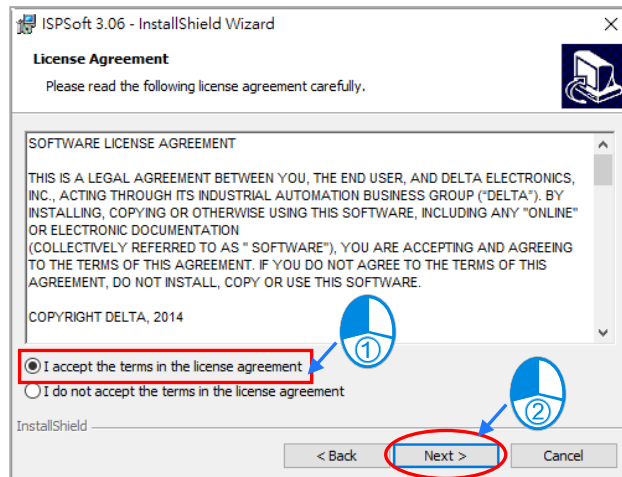 ISPSoft 3.06 - InstallShield Wizard
License Agreement
Please read the following license agreement carefully.
SOFTWARE LICENSE AGREEMENT
THIS IS A LEGAL AGREEMENT BETWEEN YOU, THE END USER, AND DELTA ELECTRONICS,
INC., ACTING THROUGH ITS INDUSTRIAL AUTOMATION BUSINESS GROUP (“DELTA”). BY
INSTALLING, COPYING OR OTHERWISE USING THIS SOFTWARE, INCLUDING ANY "ONLINE"
OR ELECTRONIC DOCUMENTATION
(COLLECTIVELY REFERRED TO AS " SOFTWARE"), YOU ARE ACCEPTING AND AGREEING
TO THE TERMS OF THIS AGREEMENT. IF YOU DO NOT AGREE TO THE TERMS OF THIS
AGREEMENT, DO NOT INSTALL, COPY OR USE THIS SOFTWARE.
COPYRIGHT DELTA, 2014
①
I accept the terms in the license agreement
I do not accept the terms in the license agreement
②
InstallShield
< Back Next > Cancel